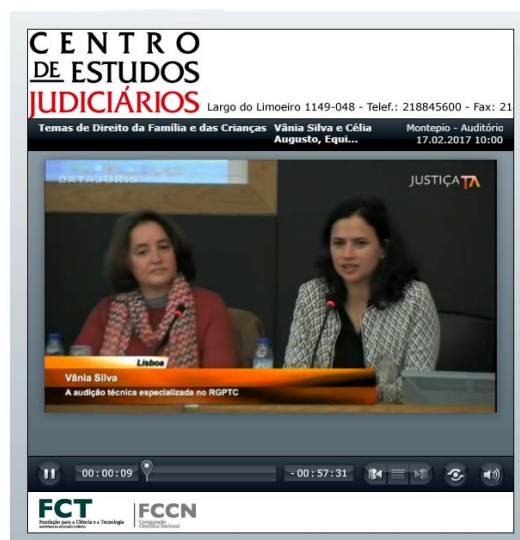 CENTRO
DE ESTUDOS
JUDICIÁRIOS
Largo do Limoeiro 1149-048 - Telef.: 218845600 - Fax: 21
Temas de Direito da Família e das Crianças
Vânia Silva e Célia
Augusto, Equi...
Montepio - Auditório
17.02.2017 10:00
DATAJURIS
JUSTIÇA TV
Lisboa
Vânia Silva
A audição técnica especializada no RGPTC
00:00:09
-00:57:31
FCT
Fundação para a Ciência e a Tecnologia
FCCN
Computação
Científica Nacional